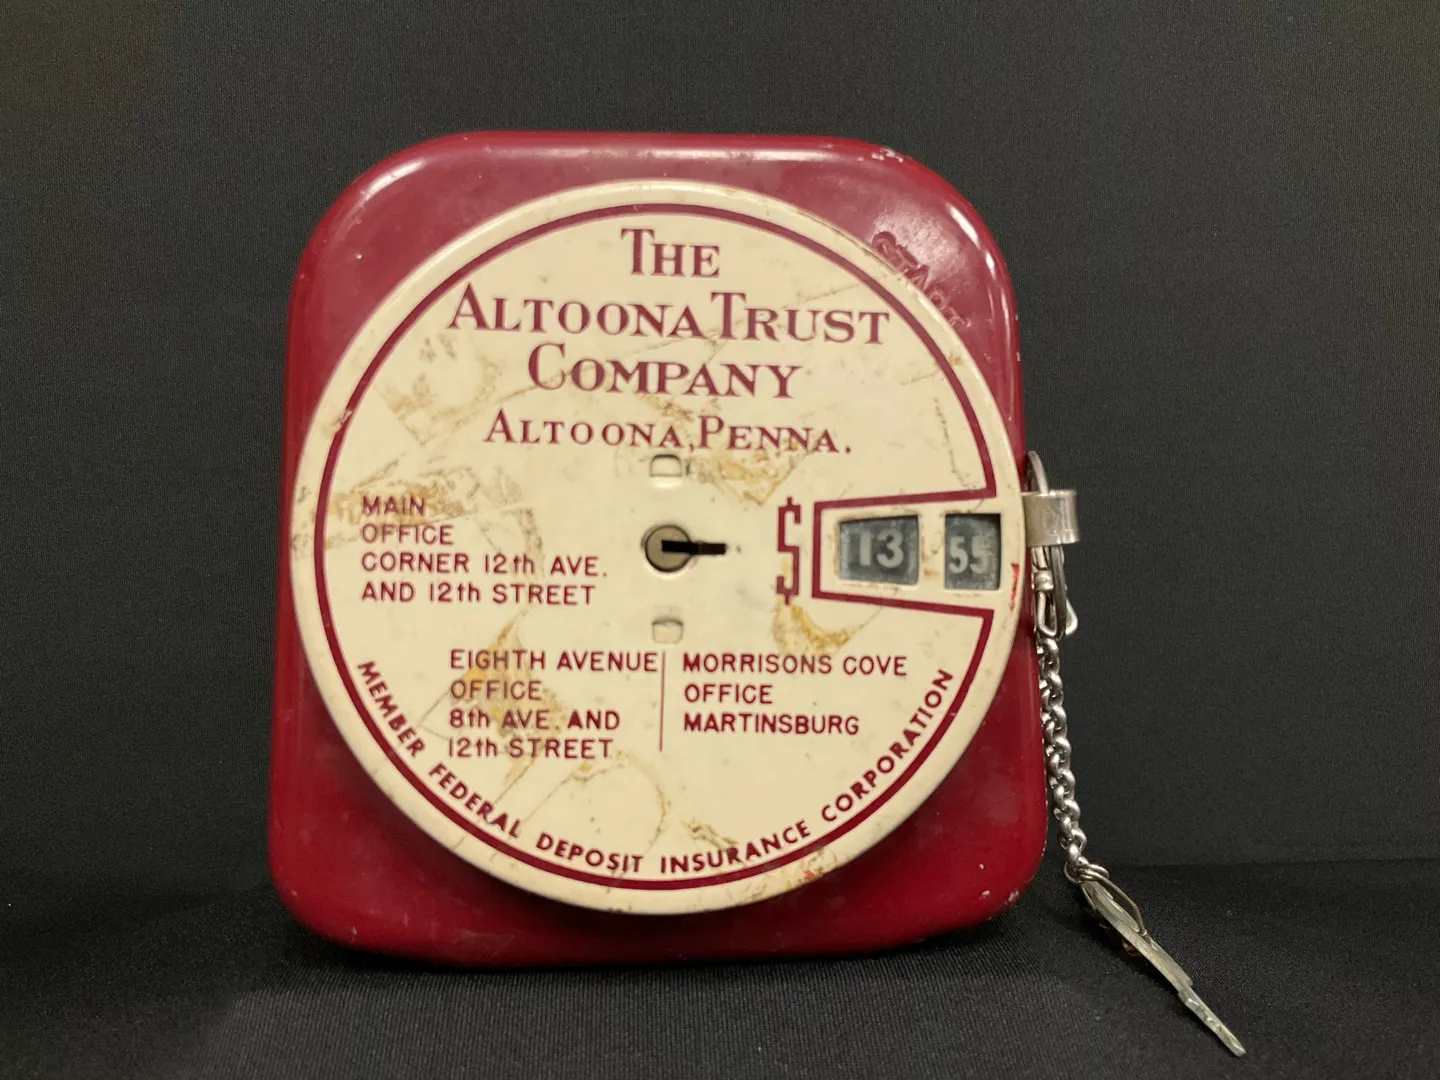 THE
ALTOONA TRUST
COMPANY
ALTOONA, PENNA.
START
MAIN
OFFICE
CORNER 12th AVE.
AND 12th STREET
$ 13 55
EIGHTH AVENUE
OFFICE
8th AVE. AND
12th STREET
MORRISONS COVE
OFFICE
MARTINSBURG
MEMBER FEDERAL DEPOSIT INSURANCE CORPORATION